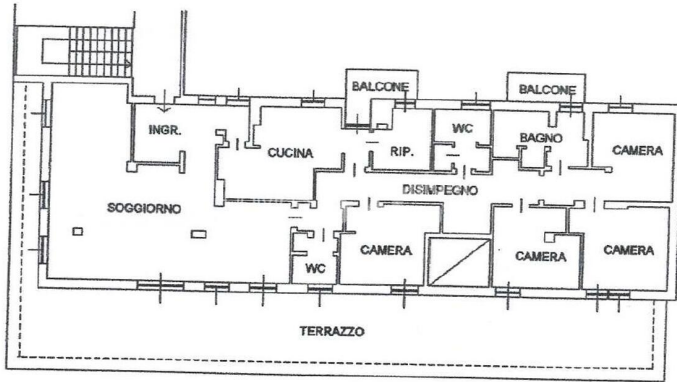 BALCONE
BALCONE
INGR.
CUCINA
RIP.
WC
BAGNO
CAMERA
DISIMPEGNO
SOGGIORNO
WC
CAMERA
CAMERA
CAMERA
TERRAZZO